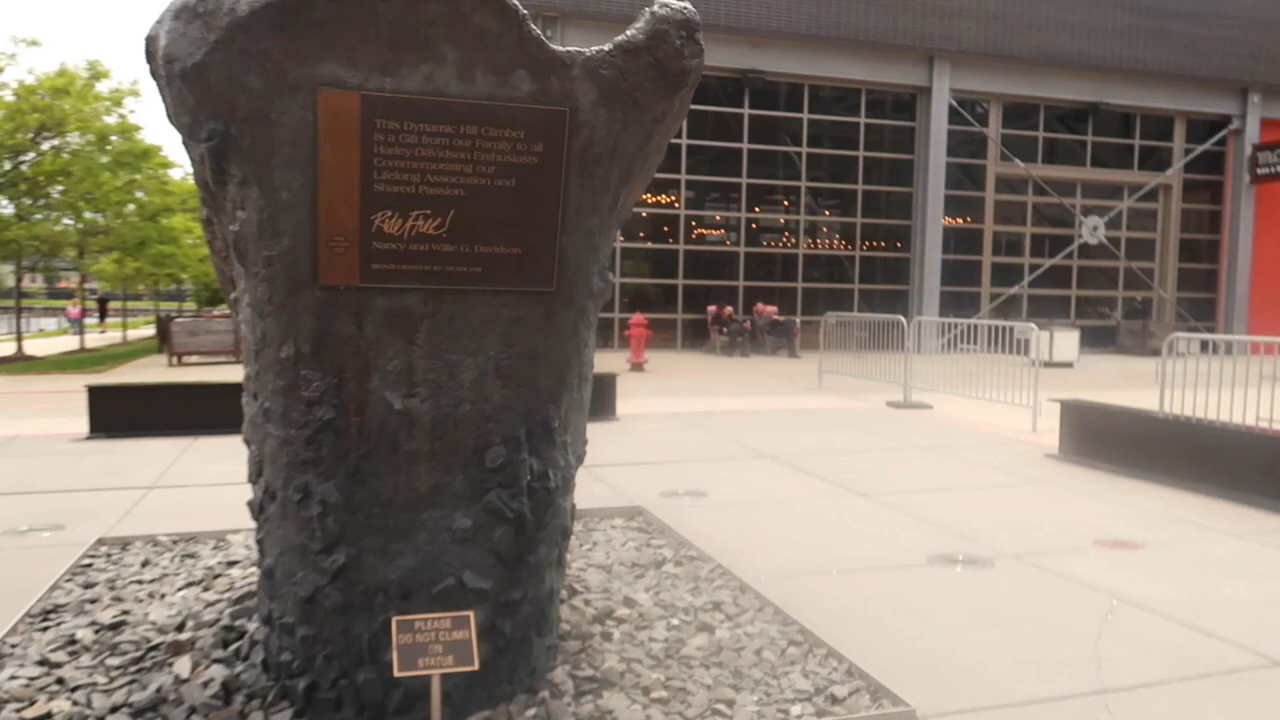 This Dynamic Hill Climber
is a Gift from our Family to all
Harley-Davidson Enthusiasts
Commemorating our
Lifelong Association and
Shared Passion.
Ride Free!
Nancy and Willie G. Davidson
PLEASE
DO NOT CLIMB
ON
STATUE